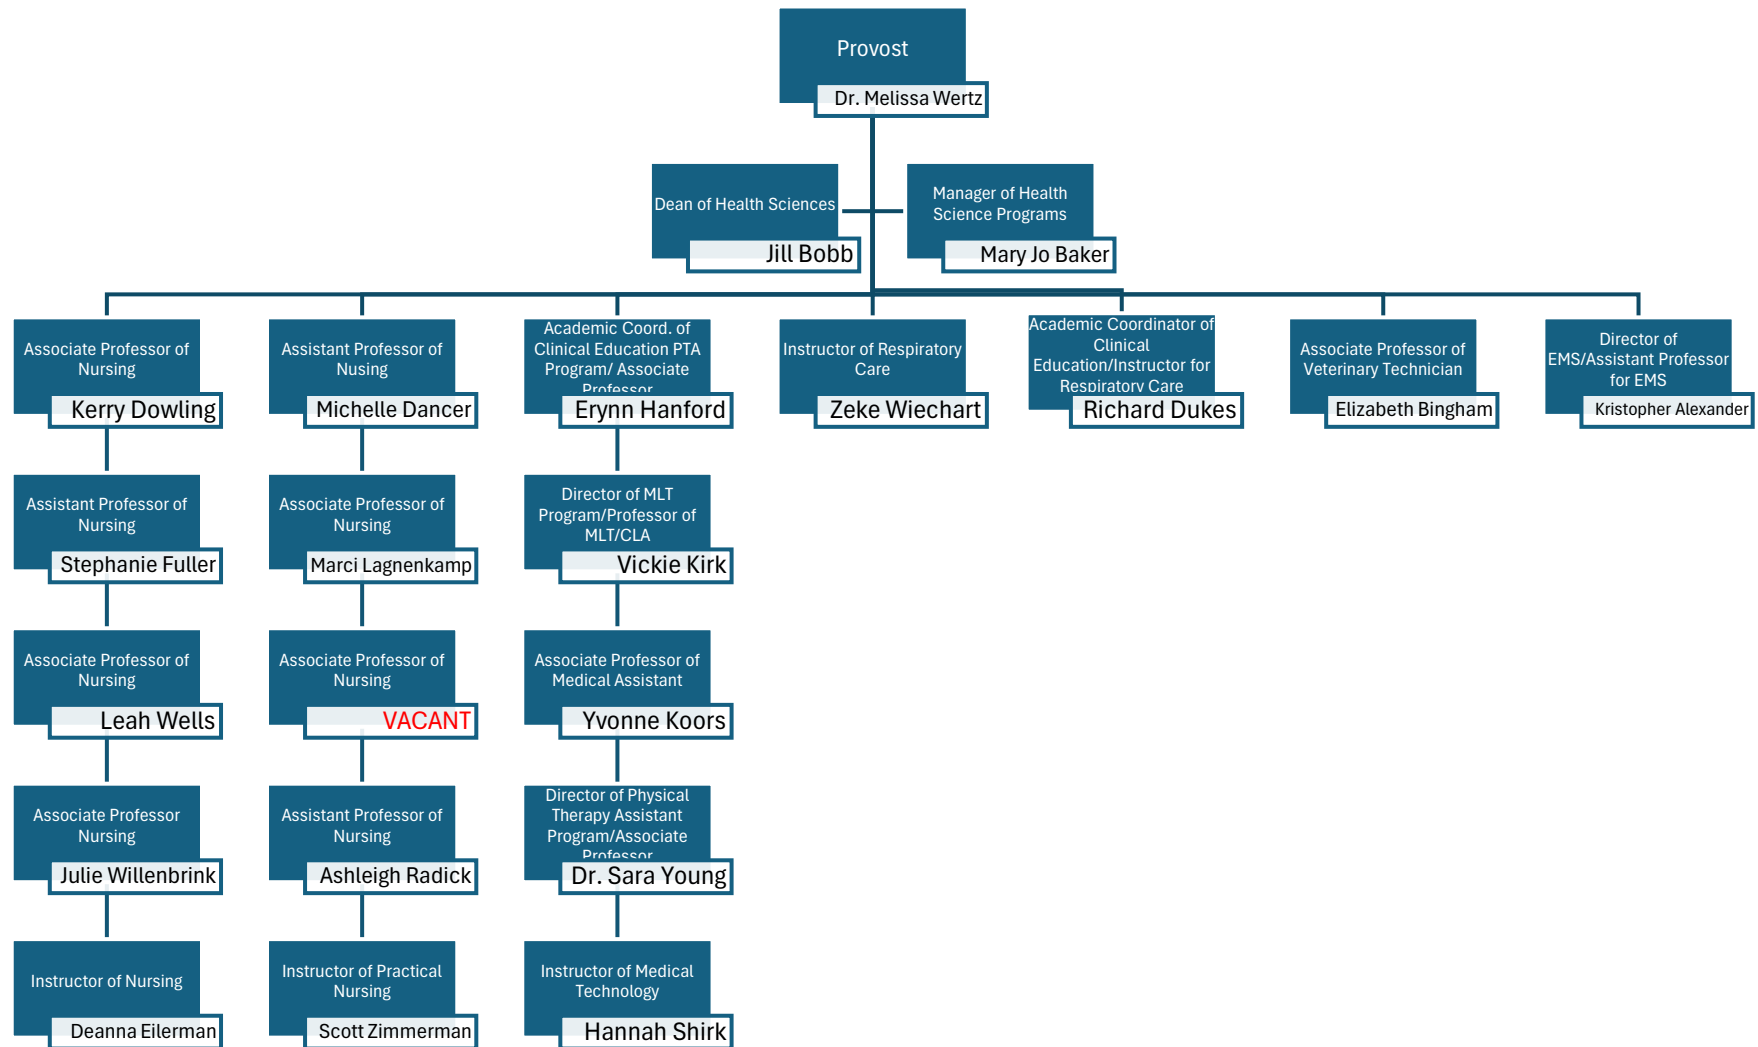 Provost
Dr. Melissa Wertz
Dean of Health Sciences
Jill Bobb
Manager of Health
Science Programs
Mary Jo Baker
Associate Professor of
Nursing
Kerry Dowling
Assistant Professor of
Nusing
Michelle Dancer
Academic Coord. of
Clinical Education PTA
Program/ Associate
Professor
Erynn Hanford
Instructor of Respiratory
Care
Zeke Wiechart
Academic Coordinator of
Clinical
Education/Instructor for
Respiratory Care
Richard Dukes
Associate Professor of
Veterinary Technician
Elizabeth Bingham
Director of
EMS/Assistant Professor
for EMS
Kristopher Alexander
Assistant Professor of
Nursing
Stephanie Fuller
Associate Professor of
Nursing
Marci Lagnenkamp
Director of MLT
Program/Professor of
MLT/CLA
Vickie Kirk
Associate Professor of
Nursing
Leah Wells
Associate Professor of
Nursing
VACANT
Associate Professor of
Medical Assistant
Yvonne Koors
Associate Professor
Nursing
Julie Willenbrink
Assistant Professor of
Nursing
Ashleigh Radick
Director of Physical
Therapy Assistant
Program/Associate
Professor
Dr. Sara Young
Instructor of Nursing
Deanna Eilerman
Instructor of Practical
Nursing
Scott Zimmerman
Instructor of Medical
Technology
Hannah Shirk